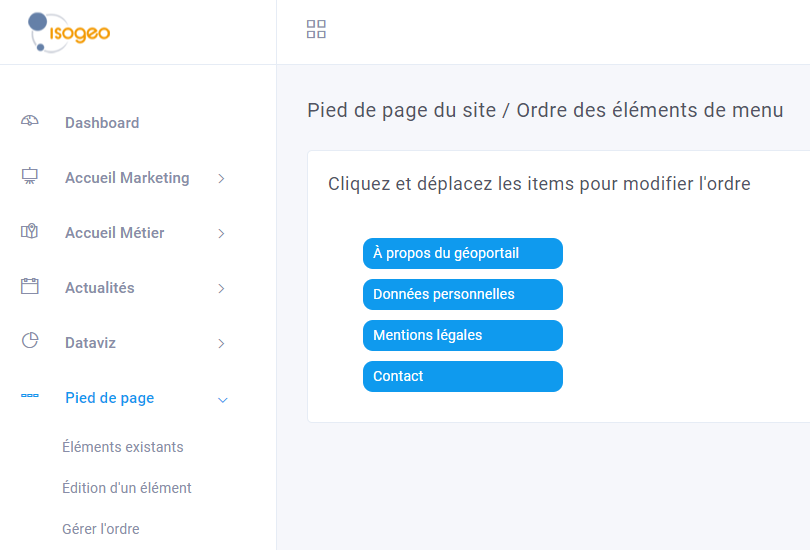 isogeo
Dashboard
Accueil Marketing
Accueil Métier
Actualités
Dataviz
Pied de page
Éléments existants
Édition d'un élément
Gérer l'ordre
Pied de page du site / Ordre des éléments de menu
Cliquez et déplacez les items pour modifier l'ordre
À propos du géoportail
Données personnelles
Mentions légales
Contact